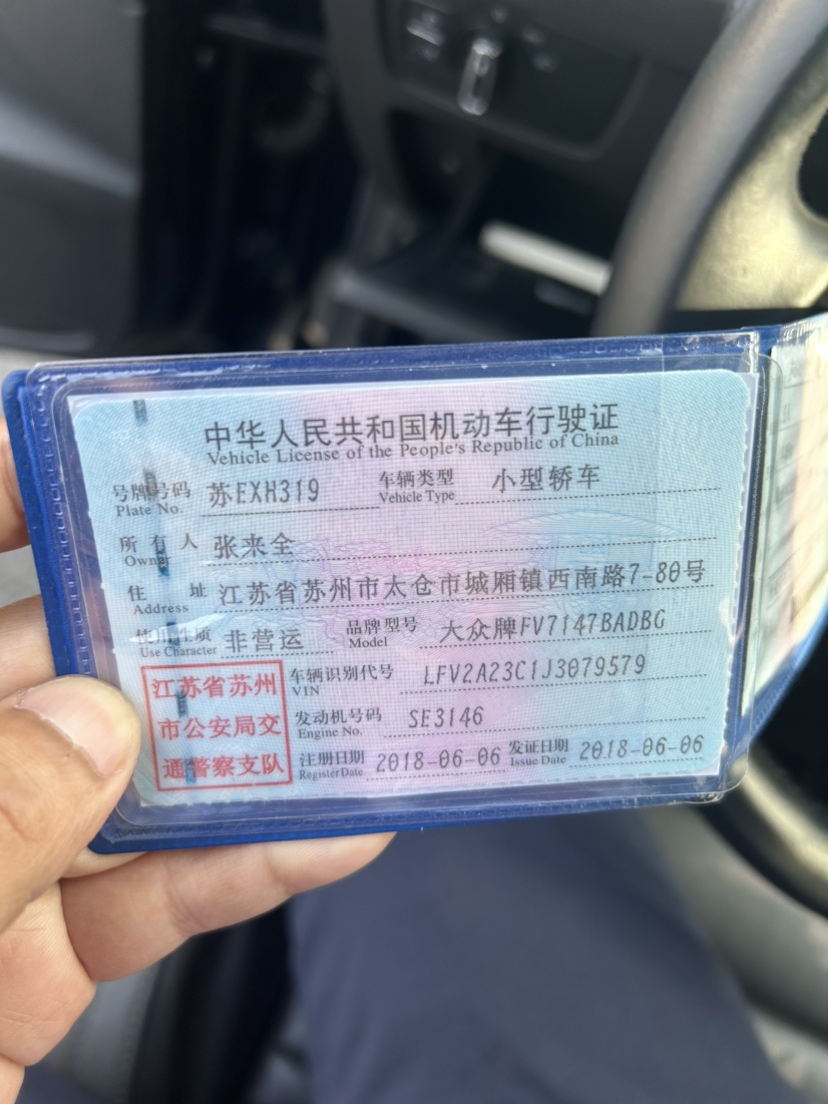 中华人民共和国机动车行驶证
Vehicle License of the People's Republic of China
号牌号码 苏EXH319 车辆类型 小型轿车
Plate No. Vehicle Type
所有人 张来全
Owner
住址 江苏省苏州市太仓市城厢镇西南路7-80号
Address
使用性质 非营运 品牌型号 大众牌FV7147BADBG
Use Character Model
江苏省苏州
市公安局交
通警察支队
车辆识别代号 LFV2A23C1J3079579
VIN
发动机号码 SE3146
Engine No.
注册日期 2018-06-06 发证日期 2018-06-06
Register Date Issue Date